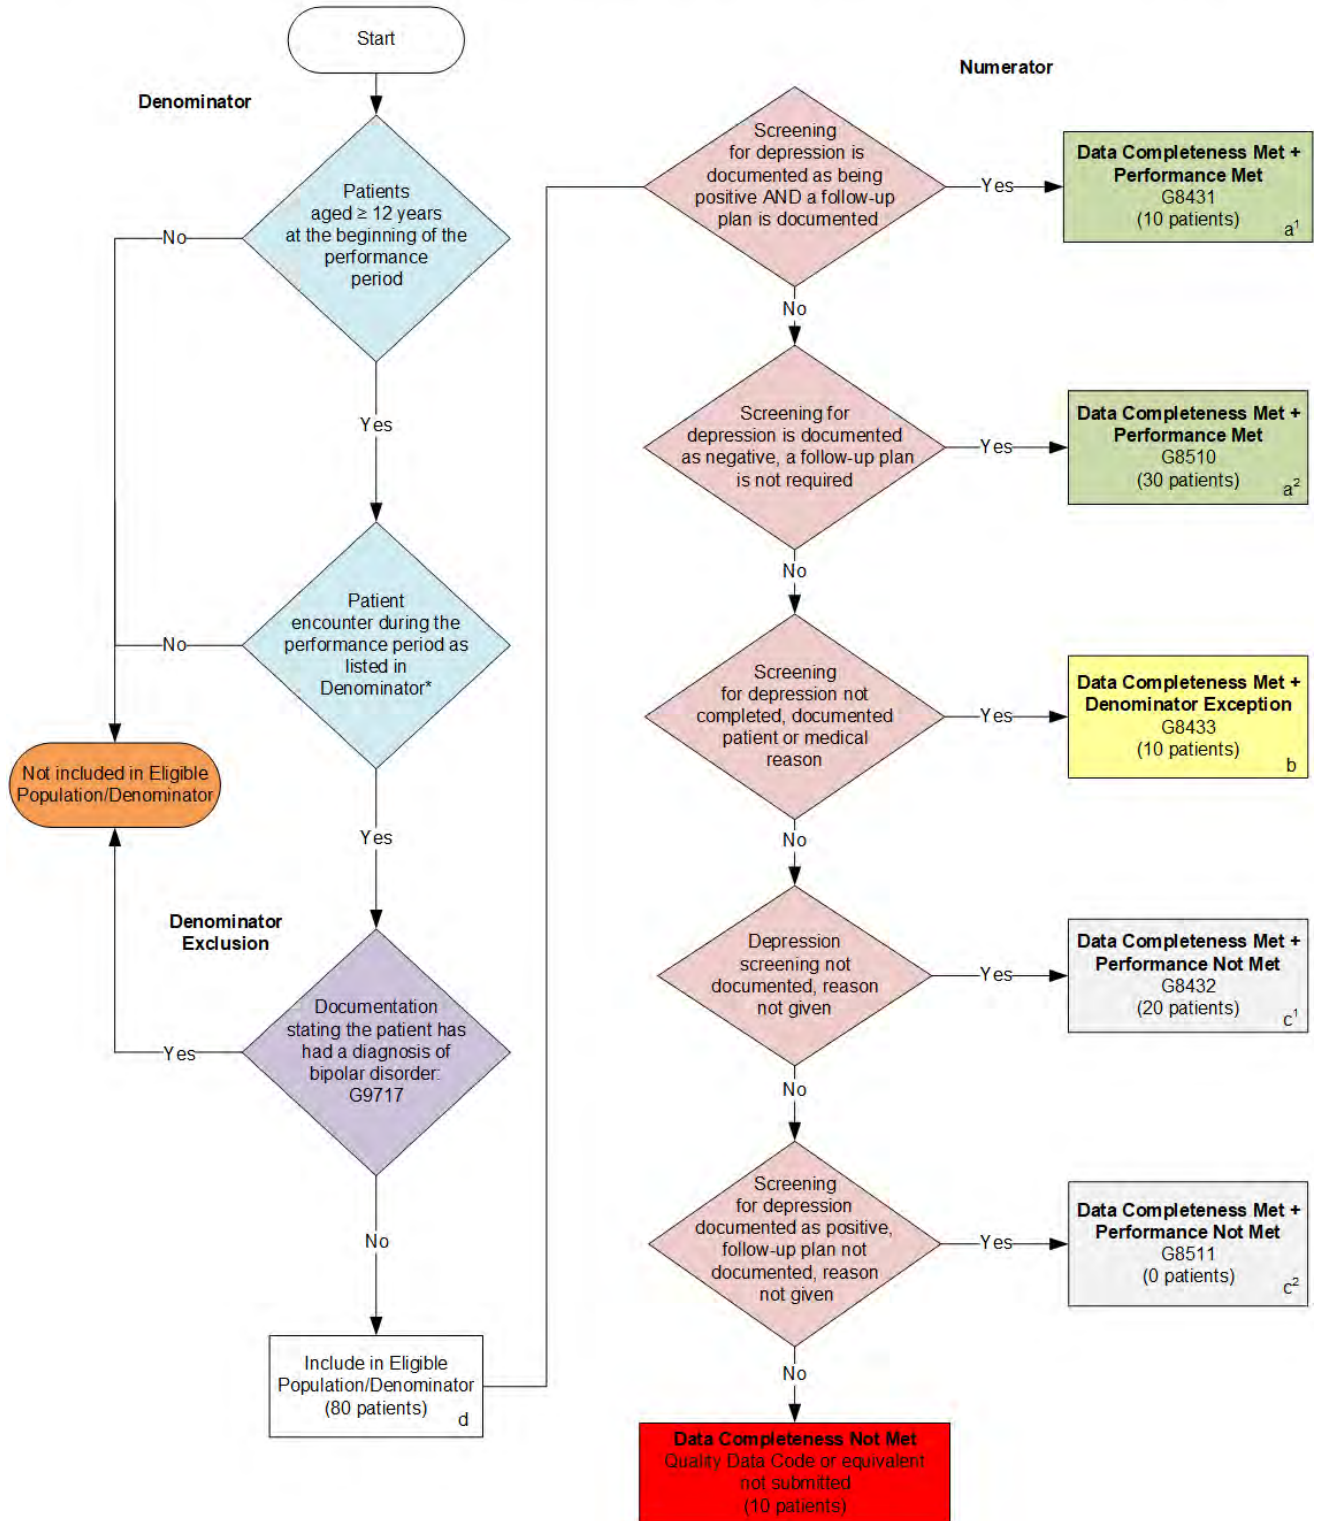 Start
Denominator
Patients
aged ≥ 12 years
at the beginning of the
performance
period
No
Yes
Patient
encounter during the
performance period as
listed in
Denominator*
No
Not included in Eligible
Population/Denominator
Yes
Denominator
Exclusion
Documentation
stating the patient has
had a diagnosis of
bipolar disorder:
G9717
Yes
No
Include in Eligible
Population/Denominator
(80 patients)
d
Numerator
Screening
for depression is
documented as being
positive AND a follow-up
plan is documented
Yes
Data Completeness Met +
Performance Met
G8431
(10 patients)
a¹
No
Screening for
depression is documented
as negative, a follow-up plan
is not required
Yes
Data Completeness Met +
Performance Met
G8510
(30 patients)
a²
No
Screening
for depression not
completed, documented
patient or medical
reason
Yes
Data Completeness Met +
Denominator Exception
G8433
(10 patients)
b
No
Depression
screening not
documented, reason
not given
Yes
Data Completeness Met +
Performance Not Met
G8432
(20 patients)
c¹
No
Screening
for depression
documented as positive,
follow-up plan not
documented, reason
not given
Yes
Data Completeness Met +
Performance Not Met
G8511
(0 patients)
c²
No
Data Completeness Not Met
Quality Data Code or equivalent
not submitted
(10 patients)